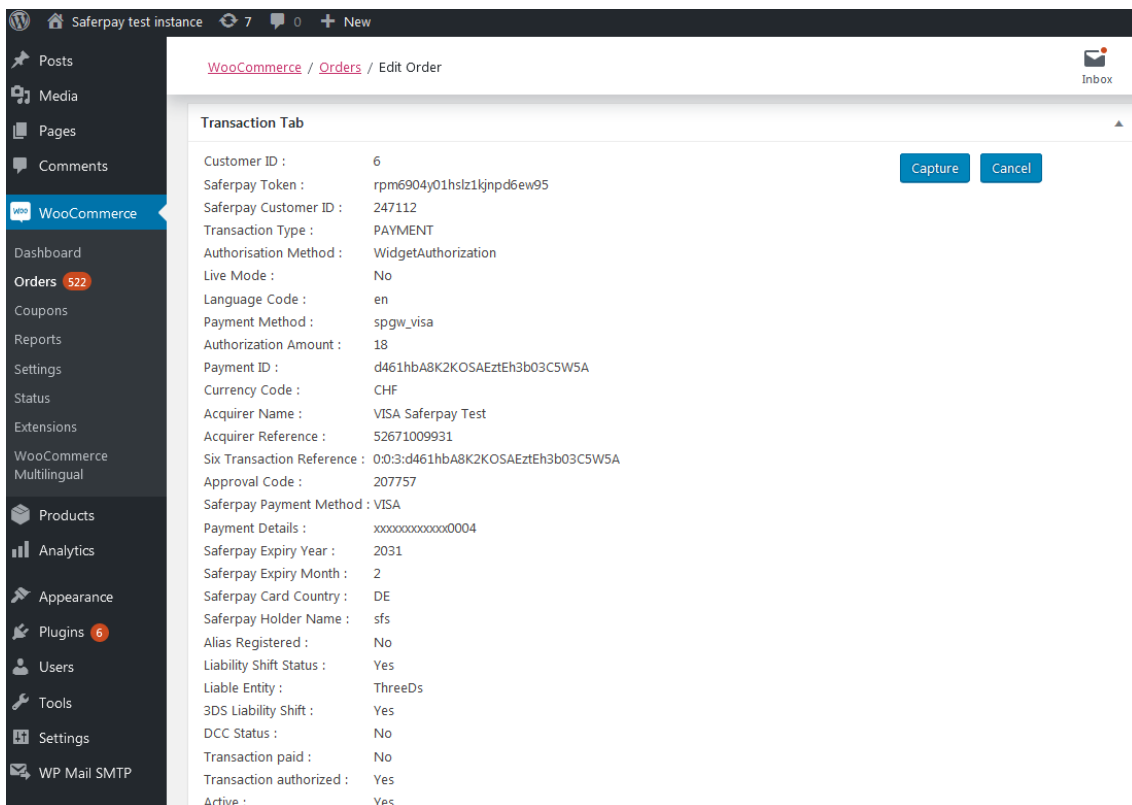 Saferpay test instance 7 0 + New
Posts
Media
Pages
Comments
WOO WooCommerce
Dashboard
Orders 522
Coupons
Reports
Settings
Status
Extensions
WooCommerce
Multilingual
Products
Analytics
Appearance
Plugins 6
Users
Tools
Settings
WP Mail SMTP
WooCommerce / Orders / Edit Order
Inbox
Transaction Tab
Capture Cancel
Customer ID : 6
Saferpay Token : rpm6904y01hslz1kjnpd6ew95
Saferpay Customer ID : 247112
Transaction Type : PAYMENT
Authorisation Method : WidgetAuthorization
Live Mode : No
Language Code : en
Payment Method : spgw_visa
Authorization Amount : 18
Payment ID : d461hbA8K2KOSAEztEh3b03C5W5A
Currency Code : CHF
Acquirer Name : VISA Saferpay Test
Acquirer Reference : 52671009931
Six Transaction Reference : 0:0:3:d461hbA8K2KOSAEztEh3b03C5W5A
Approval Code : 207757
Saferpay Payment Method : VISA
Payment Details : xxxxxxxxxxxx0004
Saferpay Expiry Year : 2031
Saferpay Expiry Month : 2
Saferpay Card Country : DE
Saferpay Holder Name : sfs
Alias Registered : No
Liability Shift Status : Yes
Liable Entity : ThreeDs
3DS Liability Shift : Yes
DCC Status : No
Transaction paid : No
Transaction authorized : Yes
Active : Yes